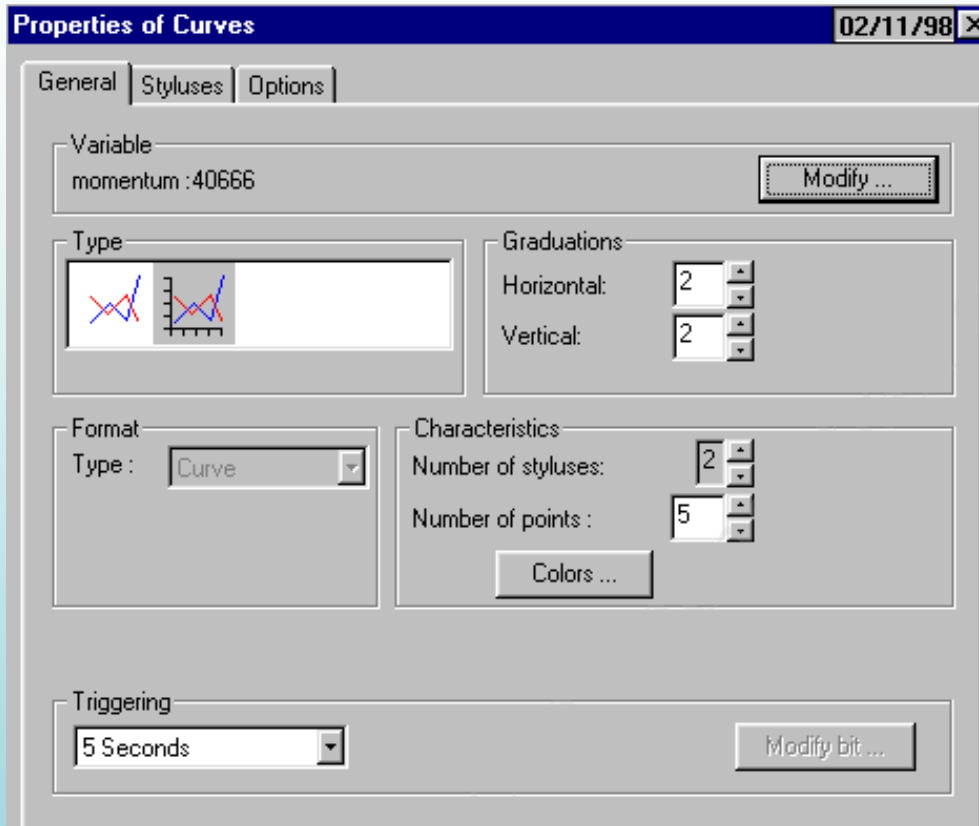 Properties of Curves 02/11/98
General Styluses Options
Variable
momentum :40666 Modify ...
Type
Graduations
Horizontal: 2
Vertical: 2
Format
Type : Curve
Characteristics
Number of styluses: 2
Number of points : 5
Colors ...
Triggering
5 Seconds Modify bit ...